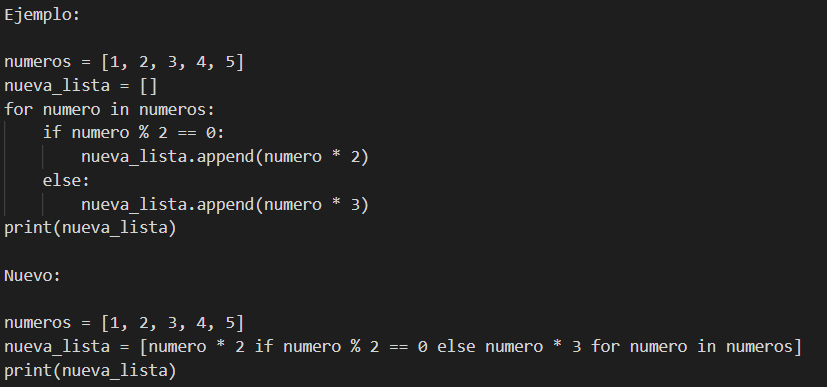 Ejemplo:

numeros = [1, 2, 3, 4, 5]
nueva_lista = []
for numero in numeros:
    if numero % 2 == 0:
        nueva_lista.append(numero * 2)
    else:
        nueva_lista.append(numero * 3)
print(nueva_lista)

Nuevo:

numeros = [1, 2, 3, 4, 5]
nueva_lista = [numero * 2 if numero % 2 == 0 else numero * 3 for numero in numeros]
print(nueva_lista)